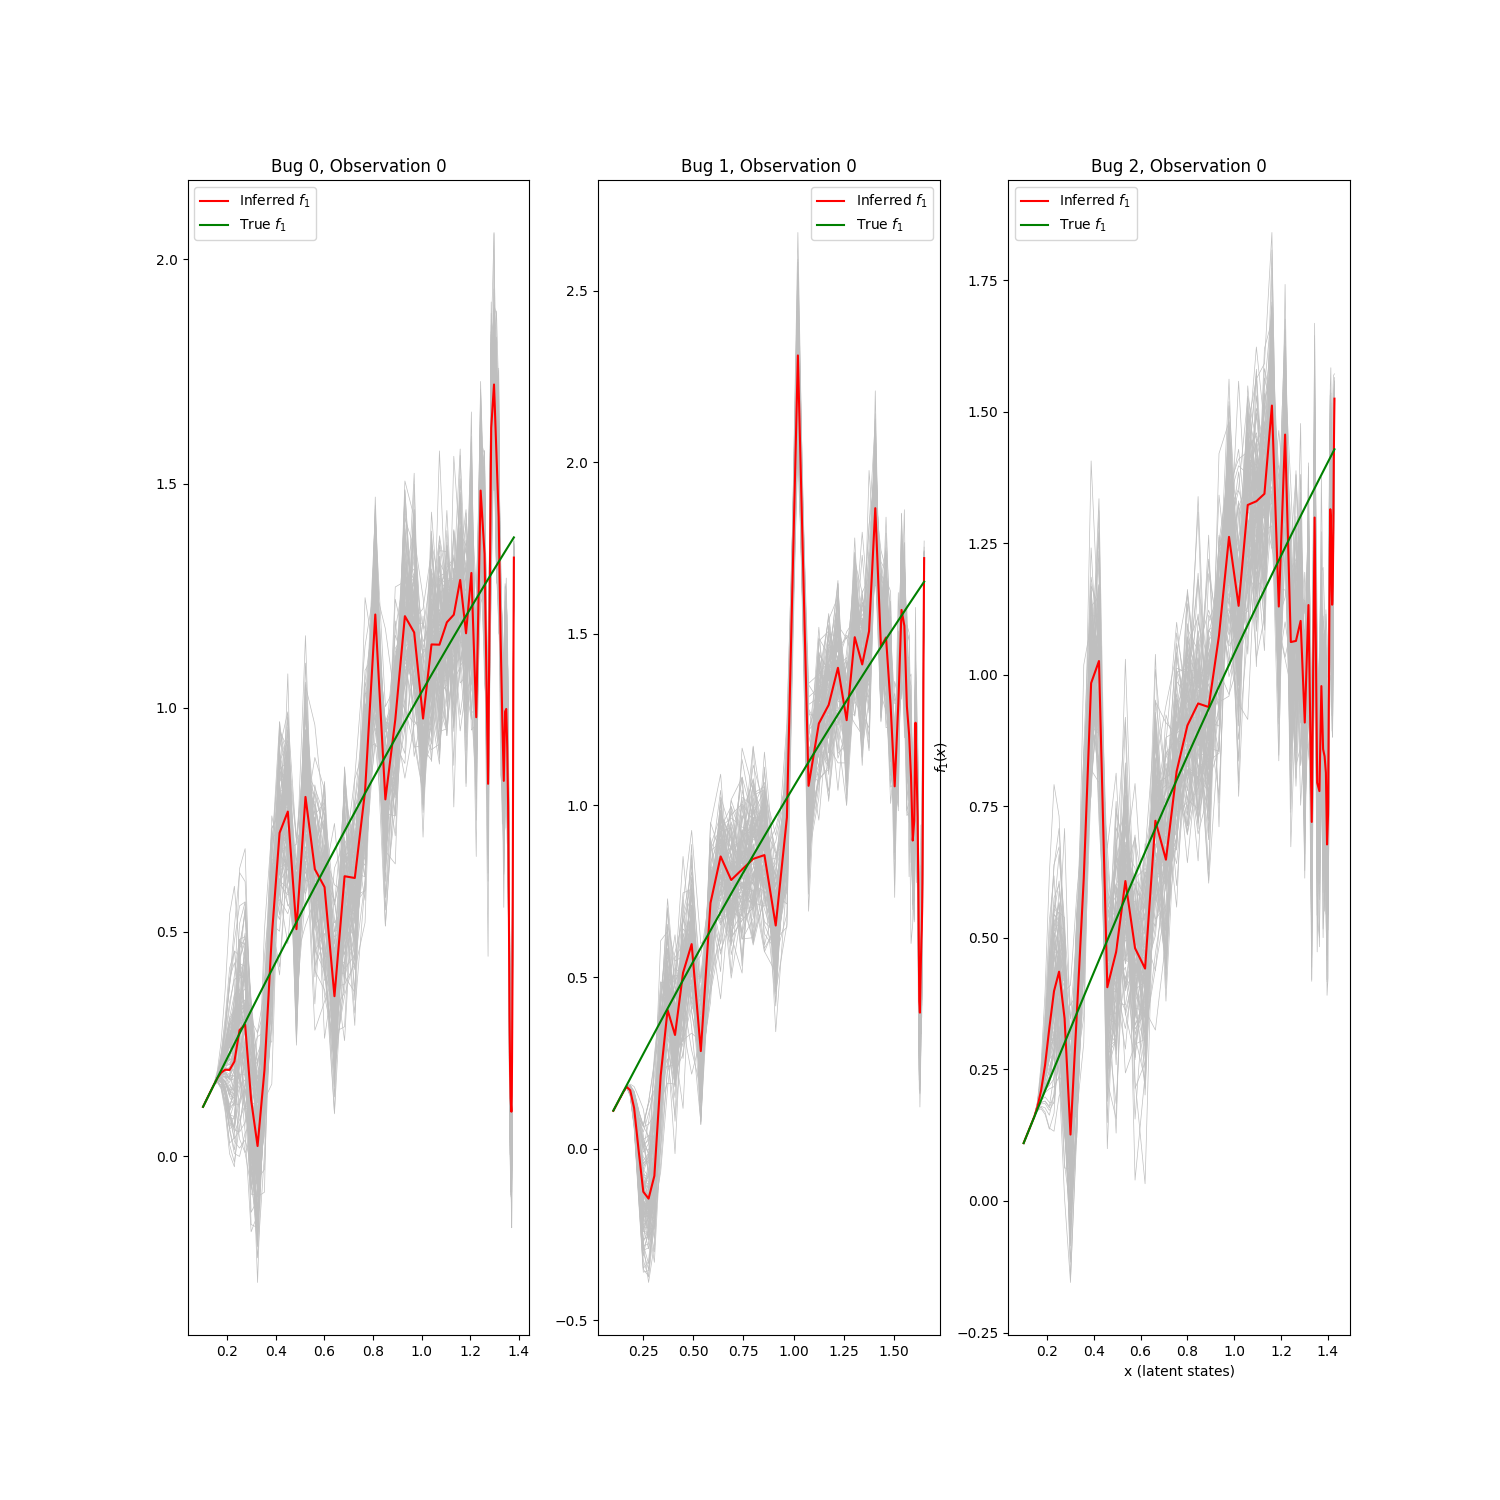 Bug 0, Observation 0
Inferred f₁
True f₁
2.0
1.5
1.0
0.5
0.0
0.2 0.4 0.6 0.8 1.0 1.2 1.4
Bug 1, Observation 0
Inferred f₁
True f₁
2.5
2.0
1.5
1.0
0.5
0.0
−0.5
0.25 0.50 0.75 1.00 1.25 1.50
Bug 2, Observation 0
Inferred f₁
True f₁
f₁(x)
1.75
1.50
1.25
1.00
0.75
0.50
0.25
0.00
−0.25
0.2 0.4 0.6 0.8 1.0 1.2 1.4
x (latent states)